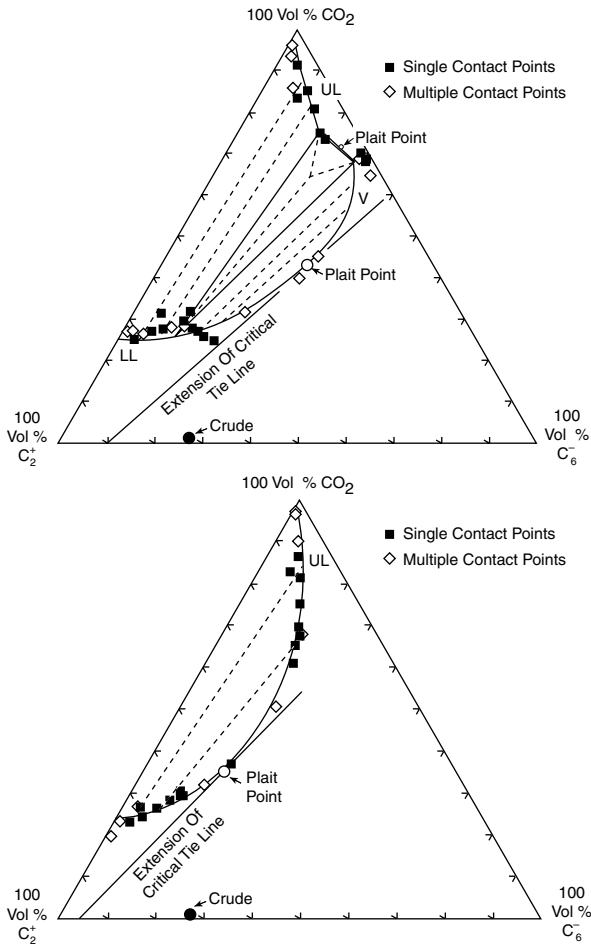 100 Vol % CO2
Single Contact Points
Multiple Contact Points
UL
Plait Point
V
Plait Point
LL
Extension Of Critical
Tie Line
Crude
100
Vol %
C2+
100
Vol %
C6−
100 Vol % CO2
Single Contact Points
Multiple Contact Points
UL
Plait
Point
Extension Of
Critical Tie Line
Crude
100
Vol %
C2+
100
Vol %
C6−